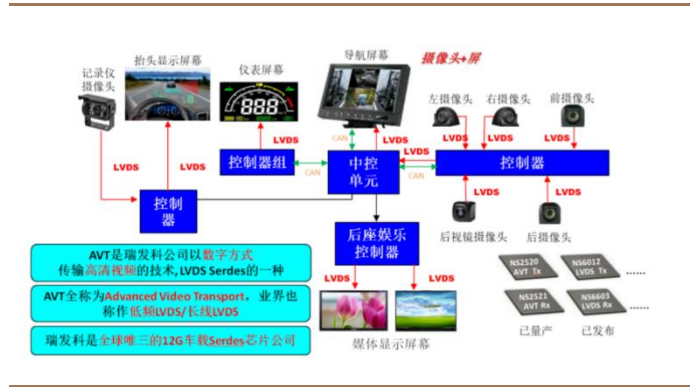 导航屏幕
摄像头+屏
抬头显示屏幕
仪表屏幕
记录仪
摄像头
左摄像头
右摄像头
前摄像头
888
LVDS
CAN
LVDS
LVDS
LVDS
LVDS
LVDS
LVDS
LVDS
控制器组
CAN
中控
单元
CAN
控制器
控制
器
LVDS
LVDS
后视镜摄像头
后摄像头
后座娱乐
控制器
AVT是瑞发科公司以数字方式
传输高清视频的技术, LVDS Serdes的一种
NS2520
AVT Tx
NS6012
LVDS Tx
......
LVDS
LVDS
AVT全称为Advanced Video Transport，业界也
称作低频LVDS/长线LVDS
NS2521
AVT Rx
NS6603
LVDS Rx
......
瑞发科是全球唯三的12G车载Serdes芯片公司
媒体显示屏幕
已量产
已发布